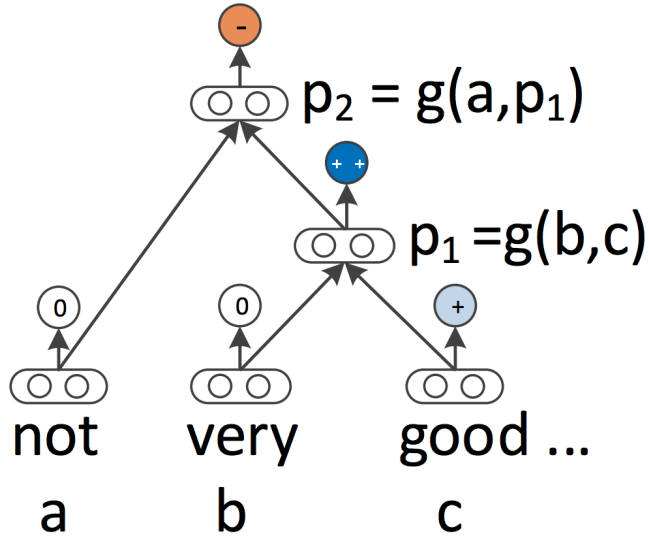 -
p₂ = g(a,p₁)
+ +
p₁ =g(b,c)
0 0 +
not very good ...
a b c